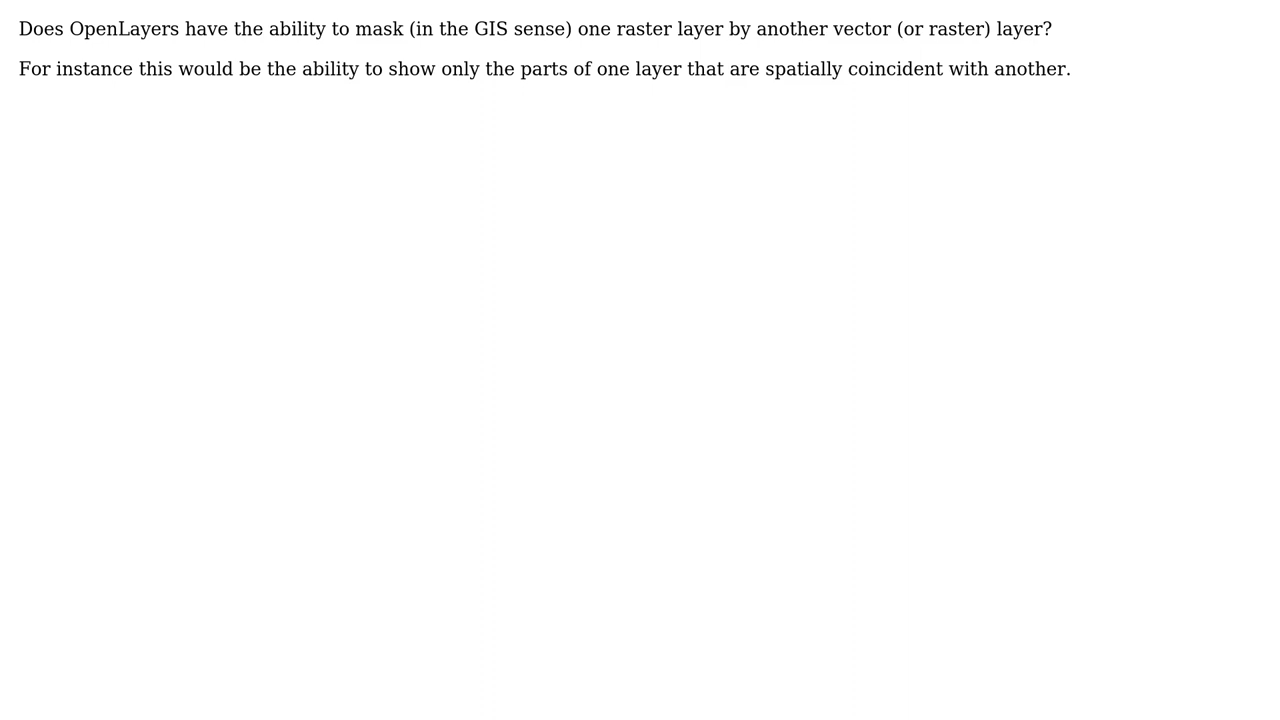 Does OpenLayers have the ability to mask (in the GIS sense) one raster layer by another vector (or raster) layer?
For instance this would be the ability to show only the parts of one layer that are spatially coincident with another.